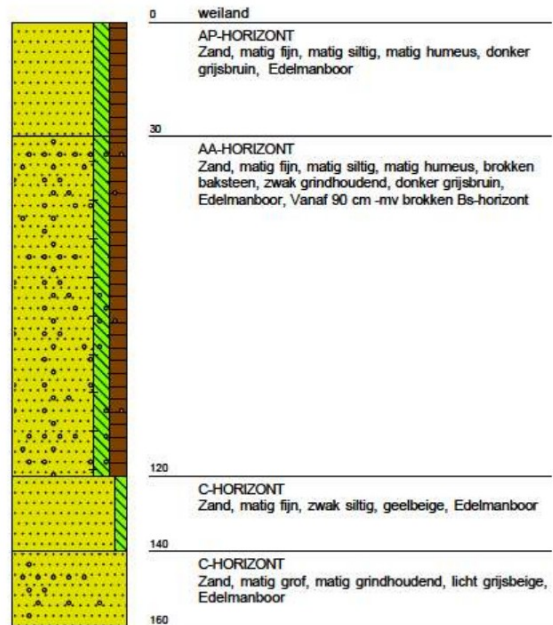 0 weiland
AP-HORIZONT
Zand, matig fijn, matig siltig, matig humeus, donker
grijsbruin, Edelmanboor
30
AA-HORIZONT
Zand, matig fijn, matig siltig, matig humeus, brokken
baksteen, zwak grindhoudend, donker grijsbruin,
Edelmanboor, Vanaf 90 cm -mv brokken Bs-horizont
120
C-HORIZONT
Zand, matig fijn, zwak siltig, geelbeige, Edelmanboor
140
C-HORIZONT
Zand, matig grof, matig grindhoudend, licht grijsbeige,
Edelmanboor
160